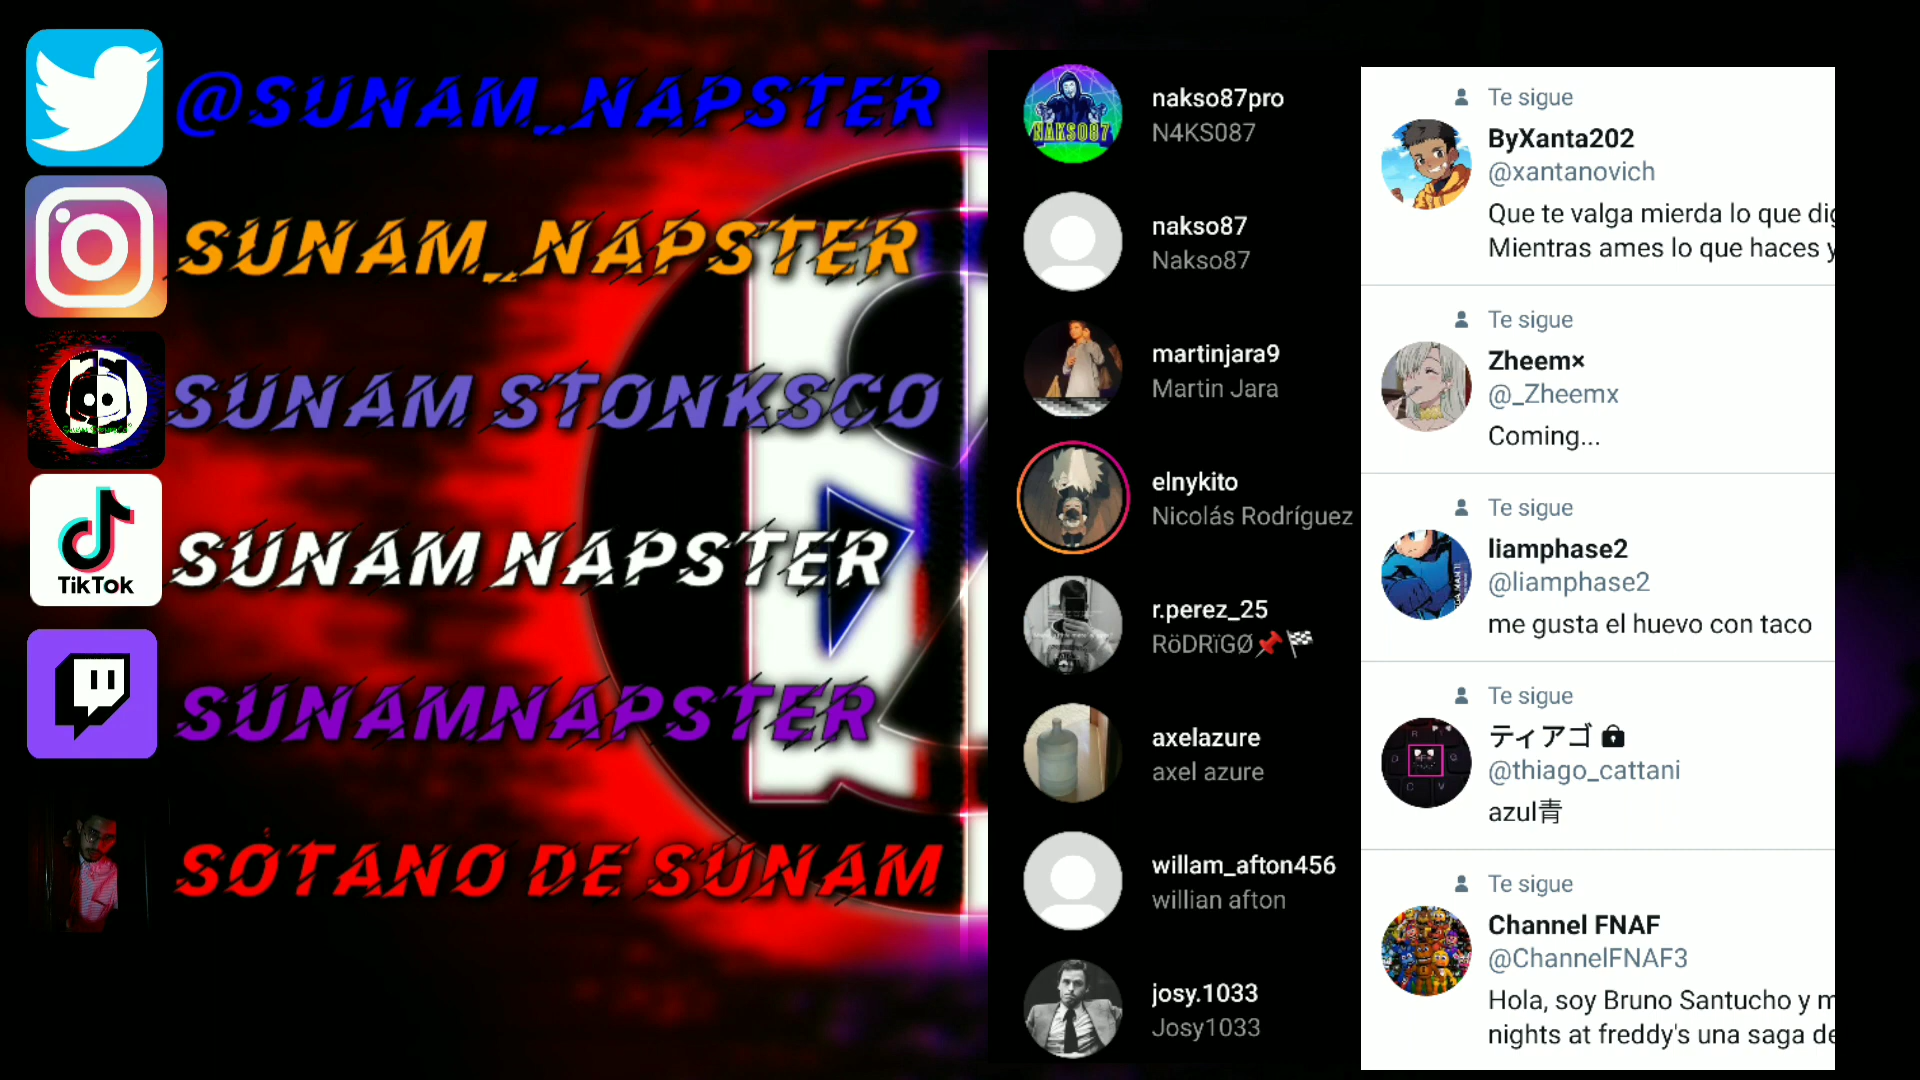 @SUNAM_NAPSTER
SUNAM_NAPSTER
SUNAM STONKSCO
TikTok
SUNAM NAPSTER
SUNAMNAPSTER
SÓTANO DE SUNAM
NAKSO87
nakso87pro
N4KS087
nakso87
Nakso87
martinjara9
Martin Jara
elnykito
Nicolás Rodríguez
r.perez_25
RöDRïGØ📌🏁
axelazure
axel azure
willam_afton456
willian afton
josy.1033
Josy1033
Te sigue
ByXanta202
@xantanovich
Que te valga mierda lo que dig
Mientras ames lo que haces y
Te sigue
Zheem×
@_Zheemx
Coming...
Te sigue
liamphase2
@liamphase2
me gusta el huevo con taco
Te sigue
ティアゴ
@thiago_cattani
azul青
Te sigue
Channel FNAF
@ChannelFNAF3
Hola, soy Bruno Santucho y m
nights at freddy's una saga de